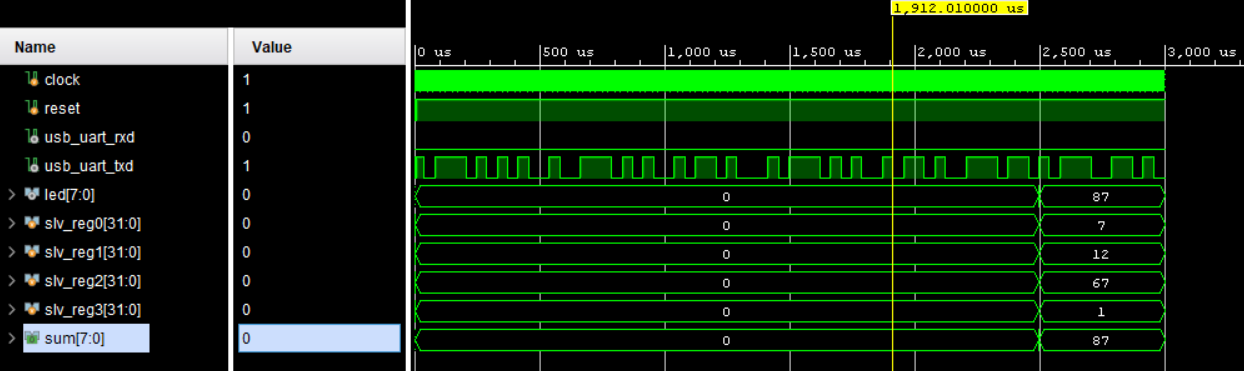 1,912.010000 us
Name Value
0 us 500 us 1,000 us 1,500 us 2,000 us 2,500 us 3,000 us
clock 1
reset 1
usb_uart_rxd 0
usb_uart_txd 1
led[7:0] 0 0 87
slv_reg0[31:0] 0 0 7
slv_reg1[31:0] 0 0 12
slv_reg2[31:0] 0 0 67
slv_reg3[31:0] 0 0 1
sum[7:0] 0 0 87